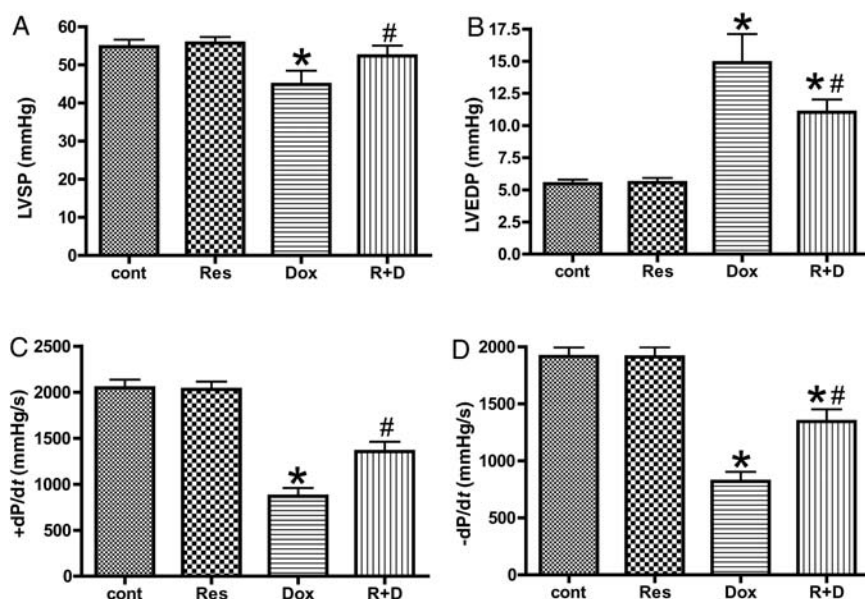 A
LVSP (mmHg)
60
50
40
30
20
10
0
*
#
cont Res Dox R+D
B
LVEDP (mmHg)
17.5
15.0
12.5
10.0
7.5
5.0
2.5
0.0
*
* #
cont Res Dox R+D
C
+dP/dt (mmHg/s)
2500
2000
1500
1000
500
0
*
#
cont Res Dox R+D
D
-dP/dt (mmHg/s)
2000
1500
1000
500
0
*
* #
cont Res Dox R+D